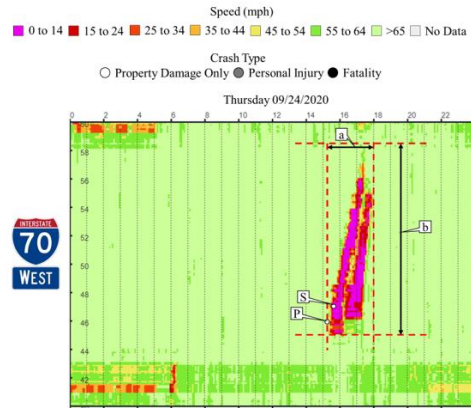 Speed (mph)
0 to 14 15 to 24 25 to 34 35 to 44 45 to 54 55 to 64 >65 No Data
Crash Type
Property Damage Only Personal Injury Fatality
Thursday 09/24/2020
0 2 4 6 8 10 12 14 16 18 20 22
a
58
56
54
INTERSTATE
70
WEST
52
b
50
48
S
46
P
44
42
40